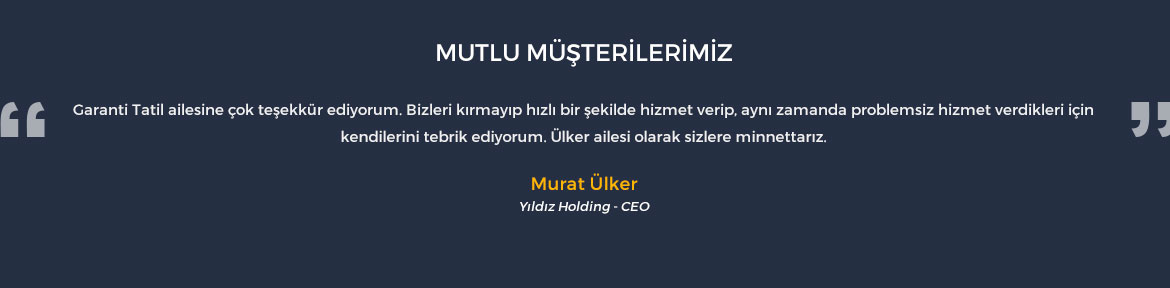 MUTLU MÜŞTERİLERİMİZ
“ Garanti Tatil ailesine çok teşekkür ediyorum. Bizleri kırmayıp hızlı bir şekilde hizmet verip, aynı zamanda problemsiz hizmet verdikleri için ”
kendilerini tebrik ediyorum. Ülker ailesi olarak sizlere minnettarız.
Murat Ülker
Yıldız Holding - CEO